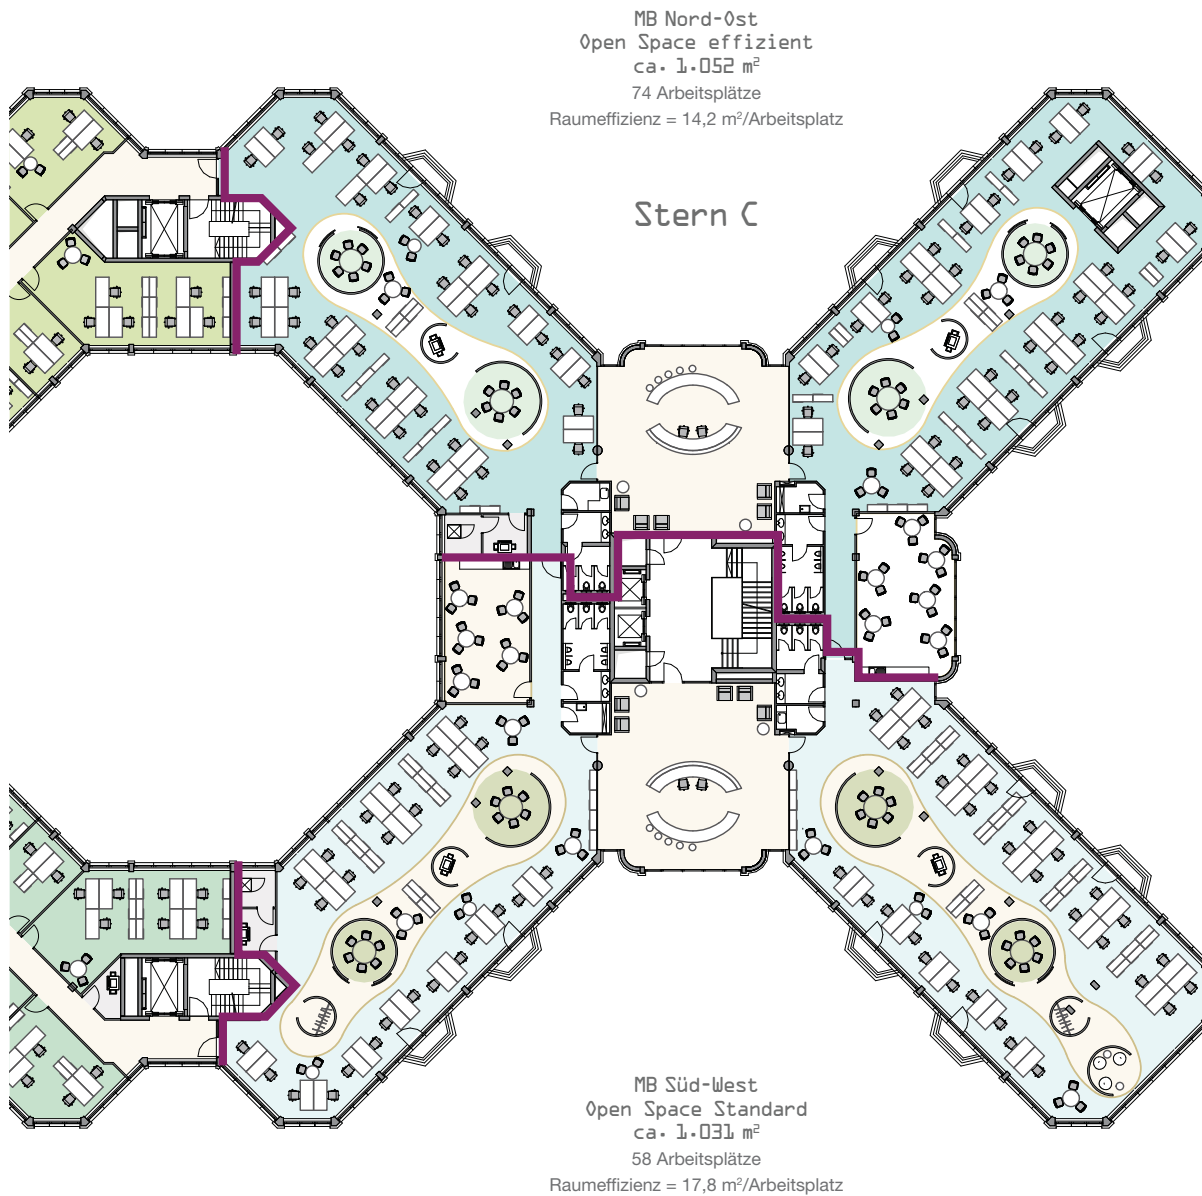 MB Nord-Ost
Open Space effizient
ca. 1.052 m²
74 Arbeitsplätze
Raumeffizienz = 14,2 m²/Arbeitsplatz
Stern C
MB Süd-West
Open Space Standard
ca. 1.031 m²
58 Arbeitsplätze
Raumeffizienz = 17,8 m²/Arbeitsplatz